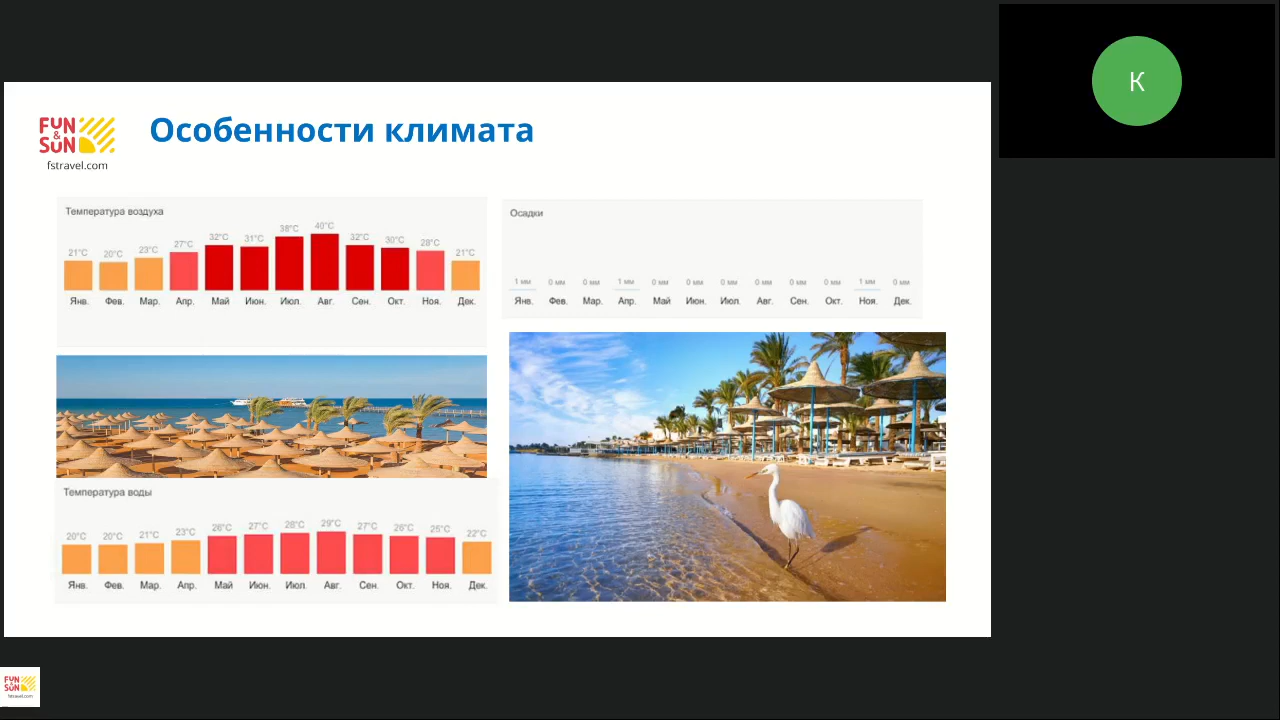 К
FUN
&
SUN
fstravel.com
Особенности климата
Температура воздуха
21°C 20°C 23°C 27°C 32°C 31°C 38°C 40°C 32°C 30°C 28°C 21°C
Янв. Фев. Мар. Апр. Май Июн. Июл. Авг. Сен. Окт. Ноя. Дек.
Осадки
1 мм 0 мм 0 мм 1 мм 0 мм 0 мм 0 мм 0 мм 0 мм 0 мм 1 мм 0 мм
Янв. Фев. Мар. Апр. Май Июн. Июл. Авг. Сен. Окт. Ноя. Дек.
Температура воды
20°C 20°C 21°C 23°C 26°C 27°C 28°C 29°C 27°C 26°C 25°C 22°C
Янв. Фев. Мар. Апр. Май Июн. Июл. Авг. Сен. Окт. Ноя. Дек.
FUN
&
SUN
fstravel.com